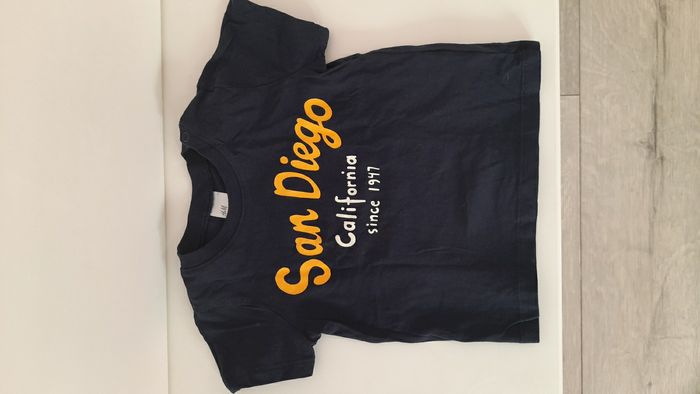 San Diego
California
since 1947